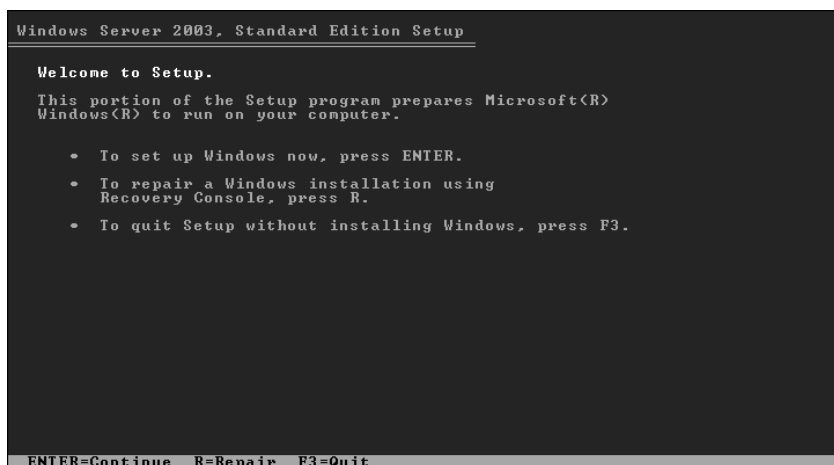 Windows Server 2003, Standard Edition Setup
Welcome to Setup.
This portion of the Setup program prepares Microsoft(R)
Windows(R) to run on your computer.
• To set up Windows now, press ENTER.
• To repair a Windows installation using
Recovery Console, press R.
• To quit Setup without installing Windows, press F3.
ENTER=Continue R=Repair F3=Quit